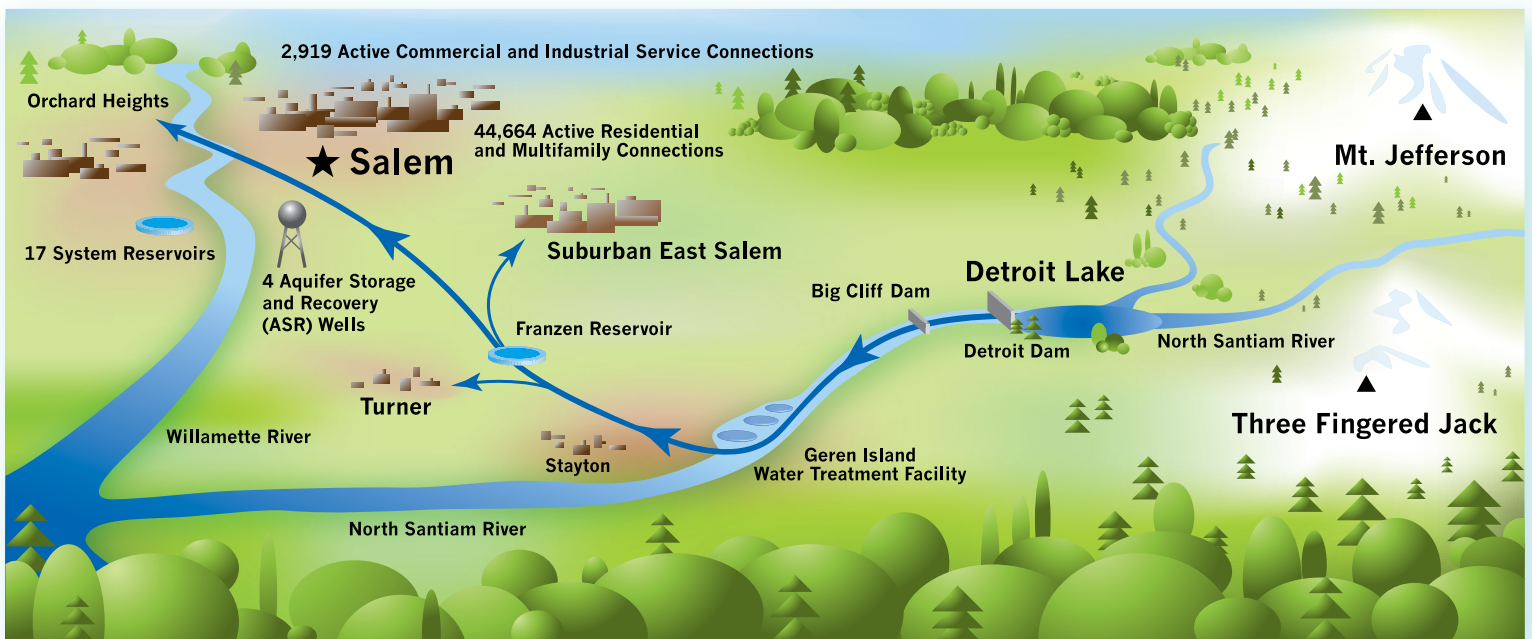 2,919 Active Commercial and Industrial Service Connections
Orchard Heights
44,664 Active Residential
and Multifamily Connections
Salem
Mt. Jefferson
17 System Reservoirs
Suburban East Salem
4 Aquifer Storage
and Recovery
(ASR) Wells
Detroit Lake
Big Cliff Dam
Franzen Reservoir
Detroit Dam
North Santiam River
Turner
Three Fingered Jack
Willamette River
Stayton
Geren Island
Water Treatment Facility
North Santiam River